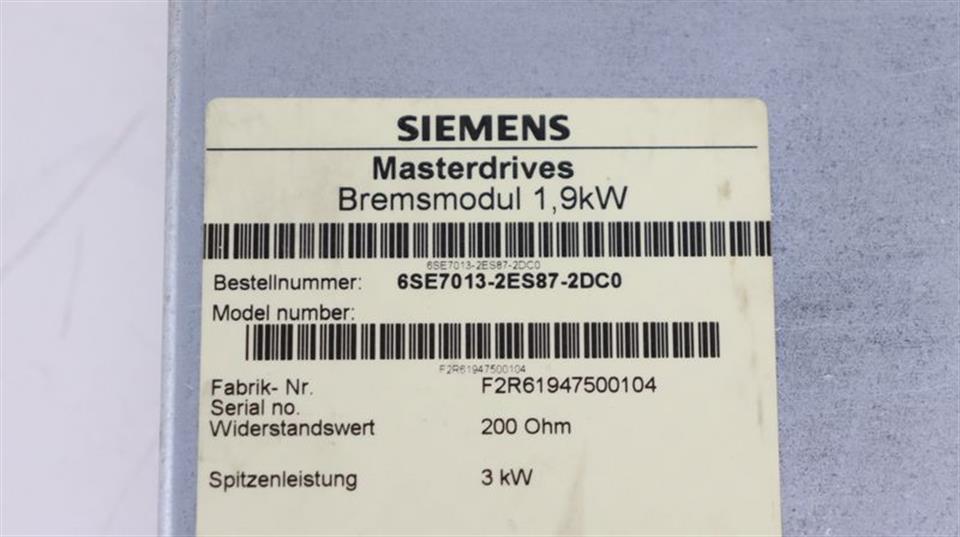 SIEMENS
Masterdrives
Bremsmodul 1,9kW
6SE7013-2ES87-2DC0
Bestellnummer: 6SE7013-2ES87-2DC0
Model number:
F2R61947500104
Fabrik- Nr. F2R61947500104
Serial no.
Widerstandswert 200 Ohm
Spitzenleistung 3 kW